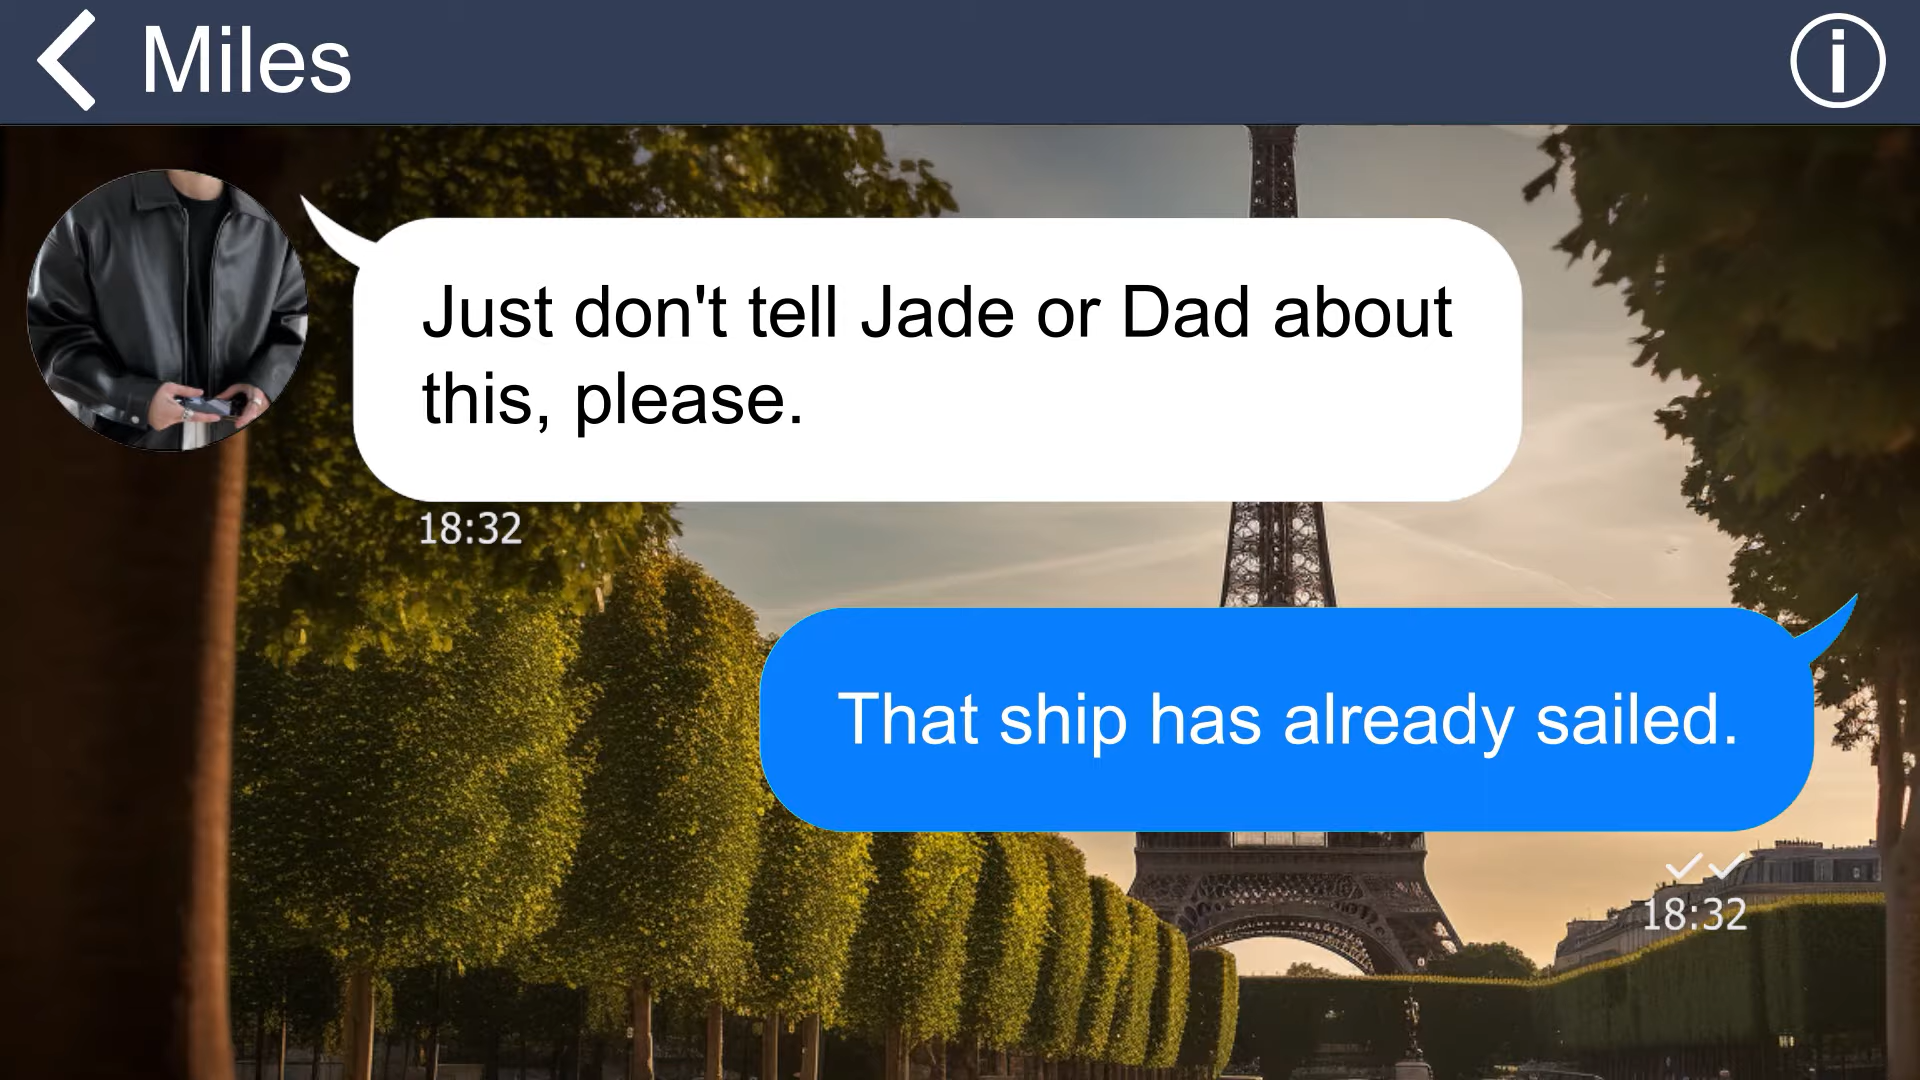 Miles
Just don't tell Jade or Dad about
this, please.
18:32
That ship has already sailed.
18:32